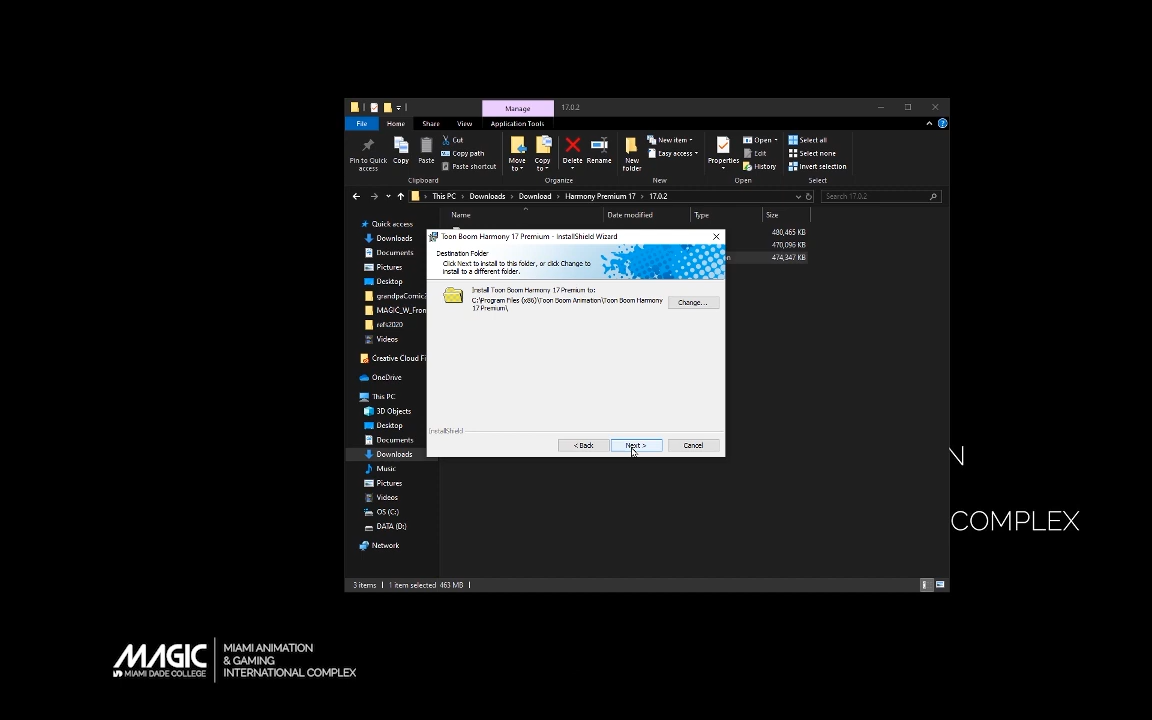 Manage
17.0.2
File
Home
Share
View
Application Tools
Pin to Quick
access
Copy
Paste
Cut
Copy path
Paste shortcut
Move
to
Copy
to
Delete
Rename
New
folder
New item
Easy access
Properties
Open
Edit
History
Select all
Select none
Invert selection
Clipboard
Organize
New
Open
Select
This PC > Downloads > Download > Harmony Premium 17 > 17.0.2
Search 17.0.2
Name
Date modified
Type
Size
480,465 KB
470,096 KB
474,347 KB
Quick access
Downloads
Documents
Pictures
Desktop
grandpaComic2
MAGIC_W_Fron
refs2020
Videos
Creative Cloud Fi
OneDrive
This PC
3D Objects
Desktop
Documents
Downloads
Music
Pictures
Videos
OS (C:)
DATA (D:)
Network
Toon Boom Harmony 17 Premium - InstallShield Wizard
Destination Folder
Click Next to install to this folder, or click Change to
install to a different folder.
Install Toon Boom Harmony 17 Premium to:
C:\Program Files (x86)\Toon Boom Animation\Toon Boom Harmony
17 Premium\
Change...
InstallShield
< Back
Next >
Cancel
3 items
1 item selected 463 MB
N
COMPLEX
MAGIC
MIAMI DADE COLLEGE
MIAMI ANIMATION
& GAMING
INTERNATIONAL COMPLEX